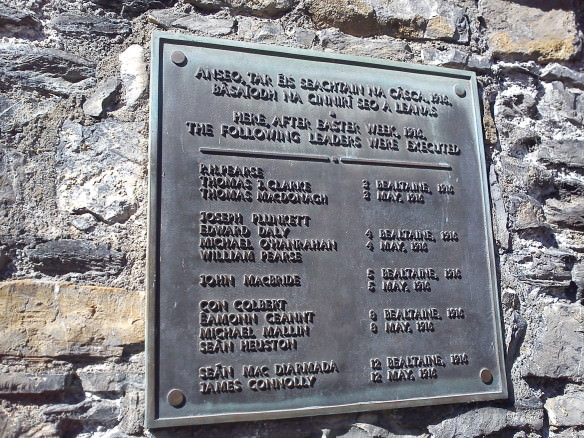 ANSEO, TAR ÉIS SEACHTAIN NA CÁSCA, 1916,
BÁSAIODH NA CINNIRÍ SEO A LEANAS
HERE, AFTER EASTER WEEK, 1916,
THE FOLLOWING LEADERS WERE EXECUTED
P. H. PEARSE
THOMAS J. CLARKE 3 BEALTAINE, 1916
THOMAS MACDONAGH 3 MAY, 1916
JOSEPH PLUNKETT
EDWARD DALY 4 BEALTAINE, 1916
MICHAEL O'HANRAHAN 4 MAY, 1916
WILLIAM PEARSE
JOHN MACBRIDE 5 BEALTAINE, 1916
5 MAY, 1916
CON COLBERT
EAMONN CEANNT 8 BEALTAINE, 1916
MICHAEL MALLIN 8 MAY, 1916
SEÁN HEUSTON
SEÁN MAC DIARMADA 12 BEALTAINE, 1916
JAMES CONNOLLY 12 MAY, 1916